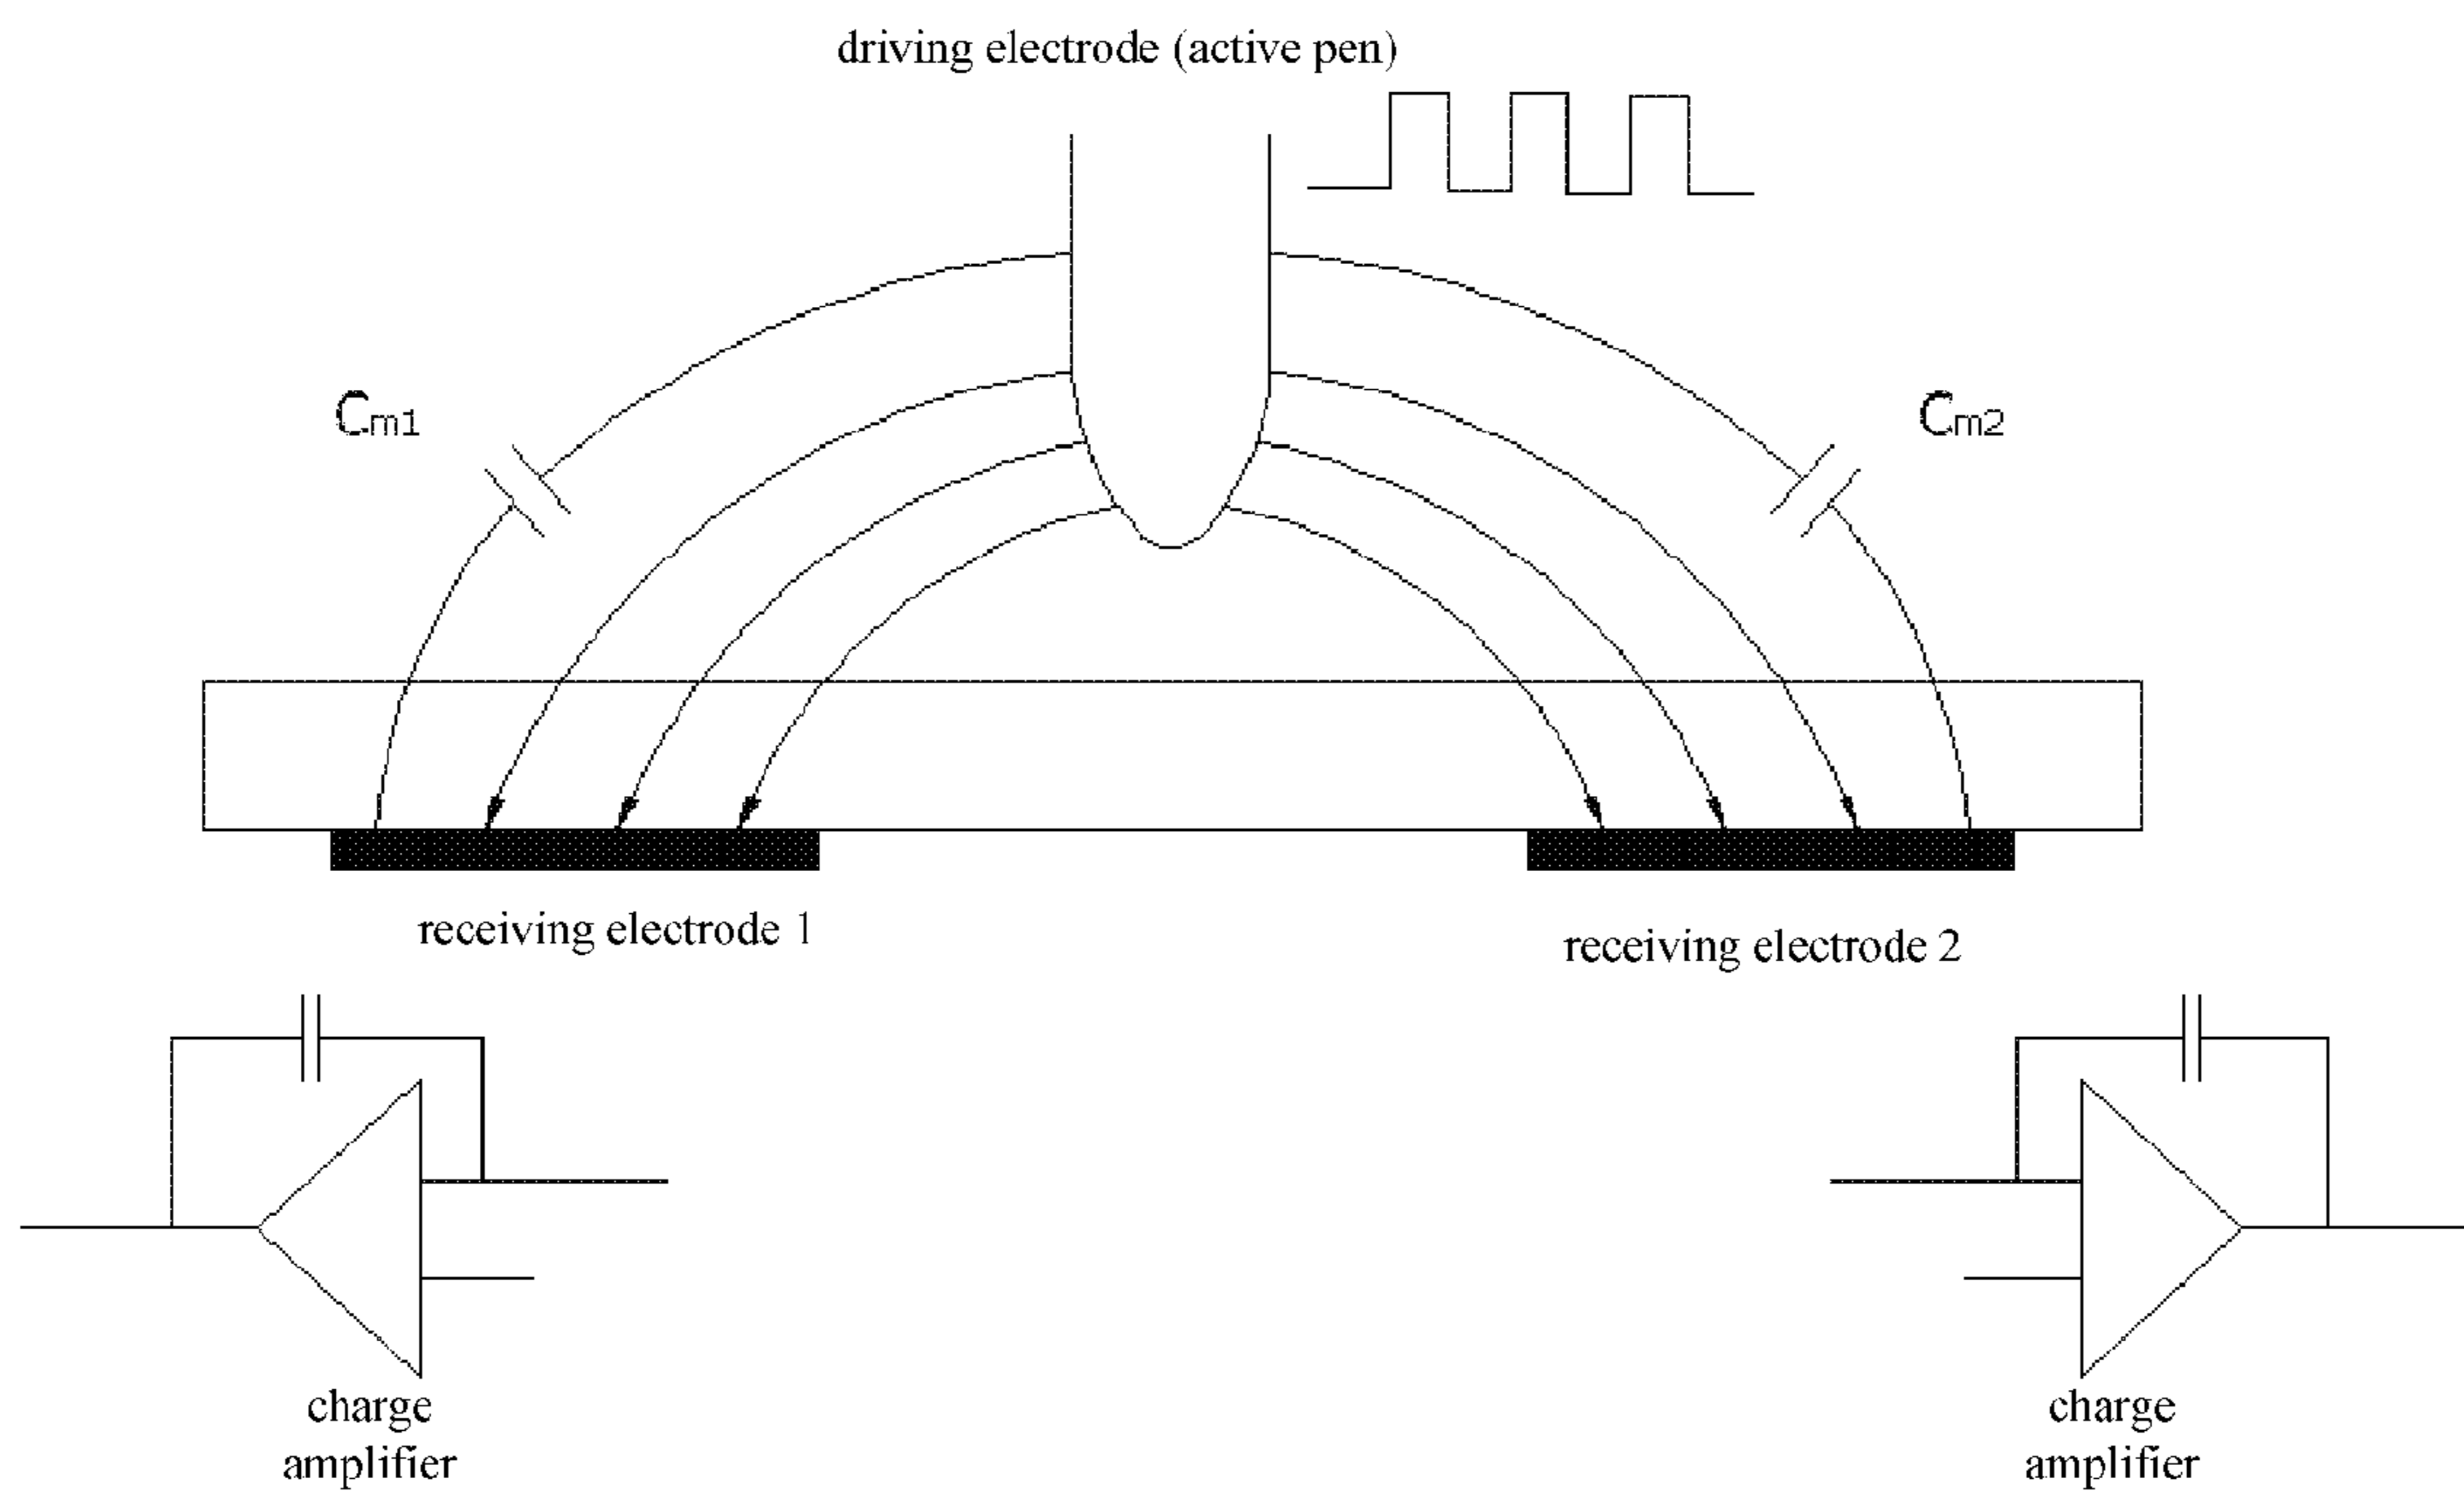 driving electrode (active pen)
Cm1
Cm2
receiving electrode 1
receiving electrode 2
charge
amplifier
charge
amplifier